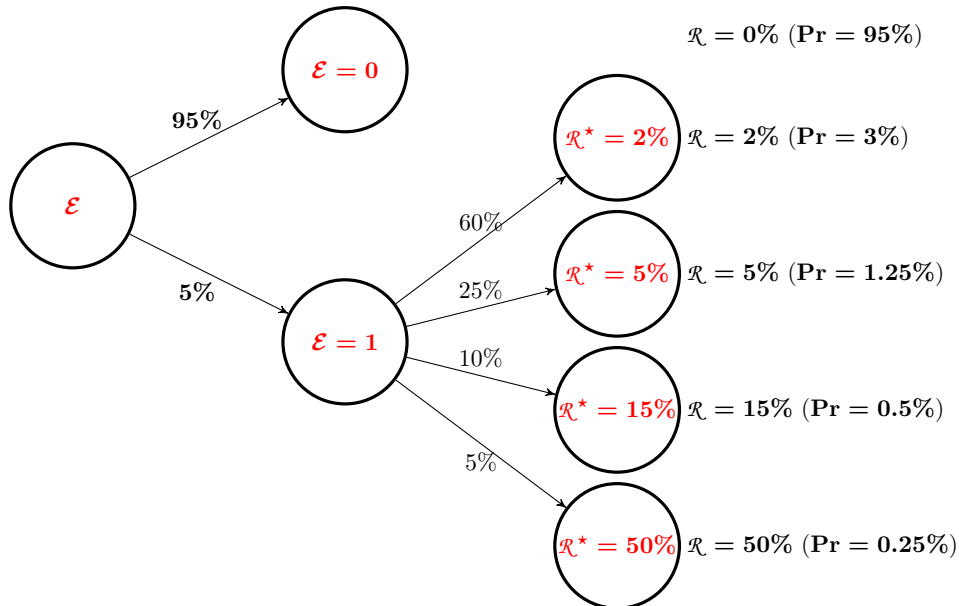 ℛ = 0% (Pr = 95%)
ℰ = 0
95%
ℛ* = 2% ℛ = 2% (Pr = 3%)
ℰ
60%
ℛ* = 5% ℛ = 5% (Pr = 1.25%)
25%
5%
ℰ = 1
10%
ℛ* = 15% ℛ = 15% (Pr = 0.5%)
5%
ℛ* = 50% ℛ = 50% (Pr = 0.25%)